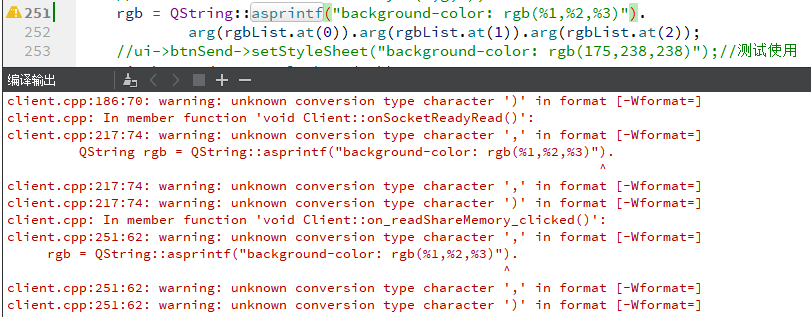 251 rgb = QString::asprintf("background-color: rgb(%1,%2,%3)").
252 arg(rgbList.at(0)).arg(rgbList.at(1)).arg(rgbList.at(2));
253 //ui->btnSend->setStyleSheet("background-color: rgb(175,238,238)");//测试使用
编译输出
client.cpp:186:70: warning: unknown conversion type character ')' in format [-Wformat=]
client.cpp: In member function 'void Client::onSocketReadyRead()':
client.cpp:217:74: warning: unknown conversion type character ',' in format [-Wformat=]
QString rgb = QString::asprintf("background-color: rgb(%1,%2,%3)").
^
client.cpp:217:74: warning: unknown conversion type character ',' in format [-Wformat=]
client.cpp:217:74: warning: unknown conversion type character ')' in format [-Wformat=]
client.cpp: In member function 'void Client::on_readShareMemory_clicked()':
client.cpp:251:62: warning: unknown conversion type character ',' in format [-Wformat=]
rgb = QString::asprintf("background-color: rgb(%1,%2,%3)").
^
client.cpp:251:62: warning: unknown conversion type character ',' in format [-Wformat=]
client.cpp:251:62: warning: unknown conversion type character ')' in format [-Wformat=]